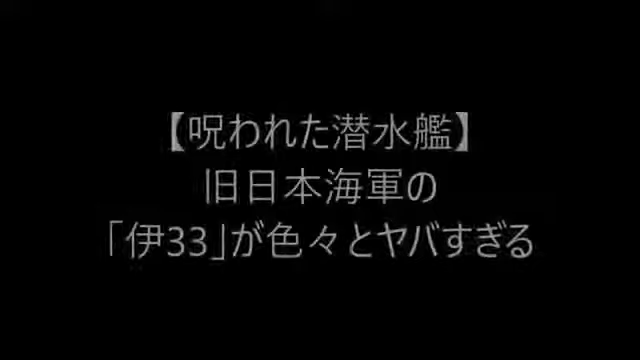 【呪われた潜水艦】
旧日本海軍の
「伊33」が色々とヤバすぎる